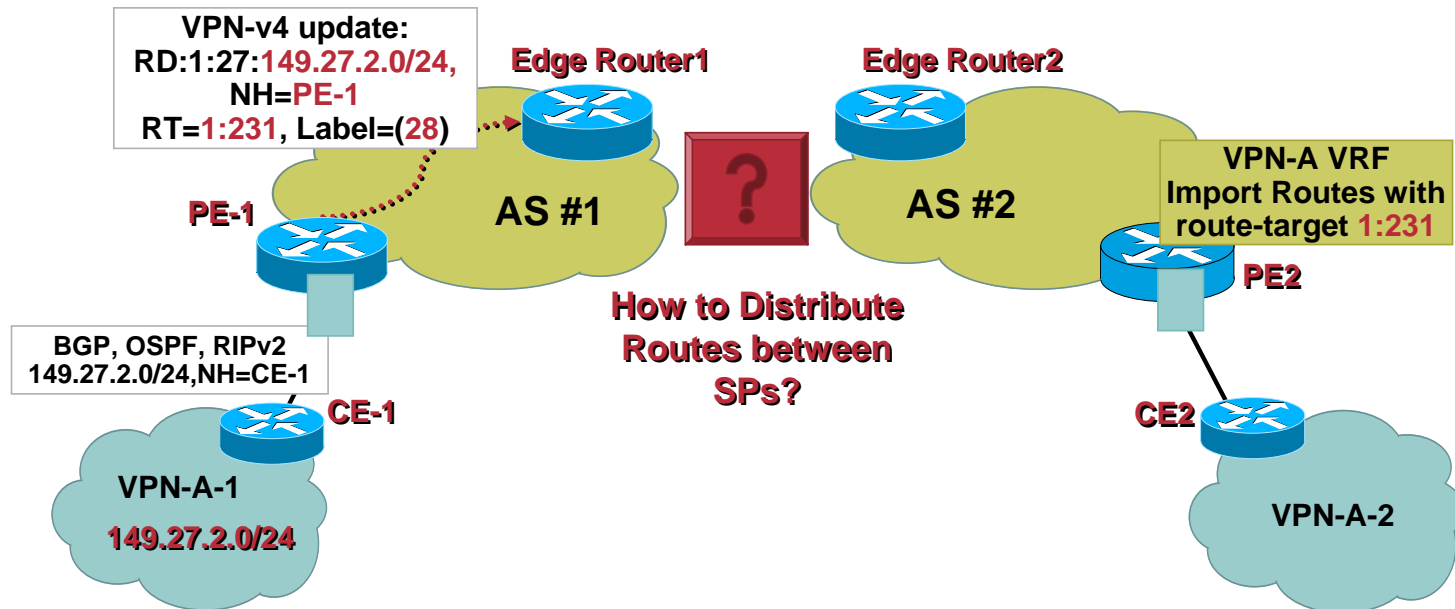 VPN-v4 update:
RD:1:27:149.27.2.0/24,
NH=PE-1
RT=1:231, Label=(28)
Edge Router1
Edge Router2
?
AS #1
AS #2
VPN-A VRF
Import Routes with
route-target 1:231
PE-1
PE2
How to Distribute
Routes between
SPs?
BGP, OSPF, RIPv2
149.27.2.0/24,NH=CE-1
CE-1
CE2
VPN-A-1
149.27.2.0/24
VPN-A-2